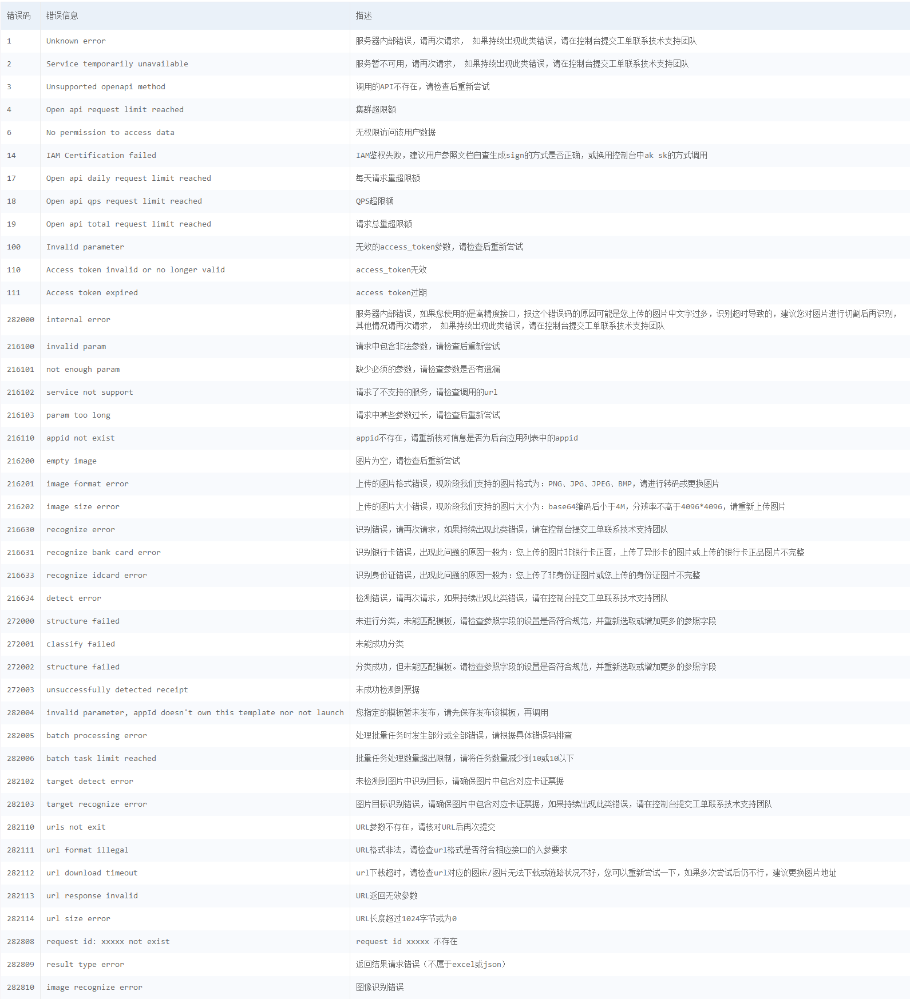 错误码 错误信息 描述
1 Unknown error 服务器内部错误，请再次请求， 如果持续出现此类错误，请在控制台提交工单联系技术支持团队
2 Service temporarily unavailable 服务暂不可用，请再次请求， 如果持续出现此类错误，请在控制台提交工单联系技术支持团队
3 Unsupported openapi method 调用的API不存在，请检查后重新尝试
4 Open api request limit reached 集群超限额
6 No permission to access data 无权限访问该用户数据
14 IAM Certification failed IAM鉴权失败，建议用户参照文档自查生成sign的方式是否正确，或换用控制台中ak sk的方式调用
17 Open api daily request limit reached 每天请求量超限额
18 Open api qps request limit reached QPS超限额
19 Open api total request limit reached 请求总量超限额
100 Invalid parameter 无效的access_token参数，请检查后重新尝试
110 Access token invalid or no longer valid access_token无效
111 Access token expired access token过期
282000 internal error 服务器内部错误，如果您使用的是高精度接口，报这个错误码的原因可能是您上传的图片中文字过多，识别超时导致的，建议您对图片进行切割后再识别，
其他情况请再次请求， 如果持续出现此类错误，请在控制台提交工单联系技术支持团队
216100 invalid param 请求中包含非法参数，请检查后重新尝试
216101 not enough param 缺少必须的参数，请检查参数是否有遗漏
216102 service not support 请求了不支持的服务，请检查调用的url
216103 param too long 请求中某些参数过长，请检查后重新尝试
216110 appid not exist appid不存在，请重新核对信息是否为后台应用列表中的appid
216200 empty image 图片为空，请检查后重新尝试
216201 image format error 上传的图片格式错误，现阶段我们支持的图片格式为：PNG、JPG、JPEG、BMP，请进行转码或更换图片
216202 image size error 上传的图片大小错误，现阶段我们支持的图片大小为：base64编码后小于4M，分辨率不高于4096*4096，请重新上传图片
216630 recognize error 识别错误，请再次请求，如果持续出现此类错误，请在控制台提交工单联系技术支持团队
216631 recognize bank card error 识别银行卡错误，出现此问题的原因一般为：您上传的图片非银行卡正面，上传了异形卡的图片或上传的银行卡正品图片不完整
216633 recognize idcard error 识别身份证错误，出现此问题的原因一般为：您上传了非身份证图片或您上传的身份证图片不完整
216634 detect error 检测错误，请再次请求，如果持续出现此类错误，请在控制台提交工单联系技术支持团队
272000 structure failed 未进行分类，未能匹配模板，请检查参照字段的设置是否符合规范，并重新选取或增加更多的参照字段
272001 classify failed 未能成功分类
272002 structure failed 分类成功，但未能匹配模板。请检查参照字段的设置是否符合规范，并重新选取或增加更多的参照字段
272003 unsuccessfully detected receipt 未成功检测到票据
282004 invalid parameter, appId doesn't own this template nor not launch 您指定的模板暂未发布，请先保存发布该模板，再调用
282005 batch processing error 处理批量任务时发生部分或全部错误，请根据具体错误码排查
282006 batch task limit reached 批量任务处理数量超出限制，请将任务数量减少到10或10以下
282102 target detect error 未检测到图片中识别目标，请确保图片中包含对应卡证票据
282103 target recognize error 图片目标识别错误，请确保图片中包含对应卡证票据，如果持续出现此类错误，请在控制台提交工单联系技术支持团队
282110 urls not exit URL参数不存在，请核对URL后再次提交
282111 url format illegal URL格式非法，请检查url格式是否符合相应接口的入参要求
282112 url download timeout url下载超时，请检查url对应的图床/图片无法下载或链路状况不好，您可以重新尝试一下，如果多次尝试后仍不行，建议更换图片地址
282113 url response invalid URL返回无效参数
282114 url size error URL长度超过1024字节或为0
282808 request id: xxxxx not exist request id xxxxx 不存在
282809 result type error 返回结果请求错误（不属于excel或json）
282810 image recognize error 图像识别错误